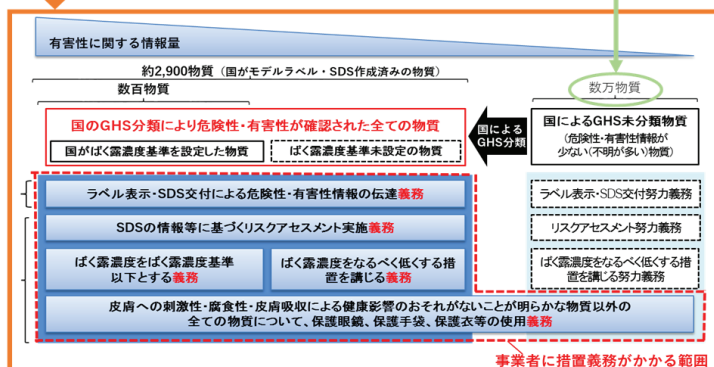 有害性に関する情報量
約2,900物質（国がモデルラベル・SDS作成済みの物質）
数百物質
数万物質
国のGHS分類により危険性・有害性が確認された全ての物質
国がばく露濃度基準を設定した物質
ばく露濃度基準未設定の物質
国による
GHS分類
国によるGHS未分類物質
（危険性・有害性情報が
少ない（不明が多い）物質）
ラベル表示・SDS交付による危険性・有害性情報の伝達義務
ラベル表示・SDS交付努力義務
SDSの情報等に基づくリスクアセスメント実施義務
リスクアセスメント努力義務
ばく露濃度をばく露濃度基準
以下とする義務
ばく露濃度をなるべく低くする措
置を講じる義務
ばく露濃度をなるべく低くする措
置を講じる努力義務
皮膚への刺激性・腐食性・皮膚吸収による健康影響のおそれがないことが明らかな物質以外の
全ての物質について、保護眼鏡、保護手袋、保護衣等の使用義務
事業者に措置義務がかかる範囲